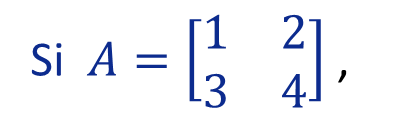 Si A = [1 2
3 4],